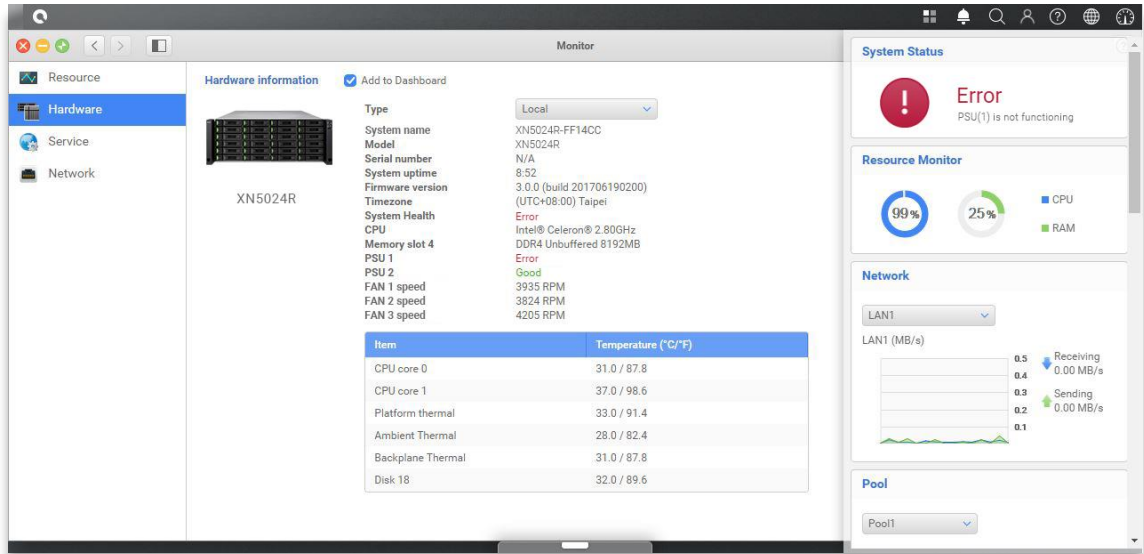 Monitor
Resource
Hardware
Service
Network
Hardware information
Add to Dashboard
XN5024R
Type Local
System name XN5024R-FF14CC
Model XN5024R
Serial number N/A
System uptime 8:52
Firmware version 3.0.0 (build 201706190200)
Timezone (UTC+08:00) Taipei
System Health Error
CPU Intel® Celeron® 2.80GHz
Memory slot 4 DDR4 Unbuffered 8192MB
PSU 1 Error
PSU 2 Good
FAN 1 speed 3935 RPM
FAN 2 speed 3824 RPM
FAN 3 speed 4205 RPM
Item Temperature (°C/°F)
CPU core 0 31.0 / 87.8
CPU core 1 37.0 / 98.6
Platform thermal 33.0 / 91.4
Ambient Thermal 28.0 / 82.4
Backplane Thermal 31.0 / 87.8
Disk 18 32.0 / 89.6
System Status
Error
PSU(1) is not functioning
Resource Monitor
99%
25%
CPU
RAM
Network
LAN1
LAN1 (MB/s)
0.5
0.4
0.3
0.2
0.1
Receiving
0.00 MB/s
Sending
0.00 MB/s
Pool
Pool1